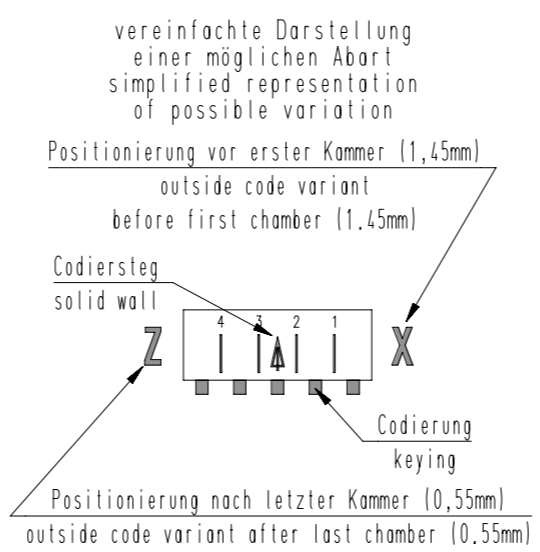 vereinfachte Darstellung
einer möglichen Abart
simplified representation
of possible variation
Positionierung vor erster Kammer (1,45mm)
outside code variant
before first chamber (1,45mm)
Codiersteg
solid wall
4 3 2 1
Z X
Codierung
keying
Positionierung nach letzter Kammer (0,55mm)
outside code variant after last chamber (0,55mm)